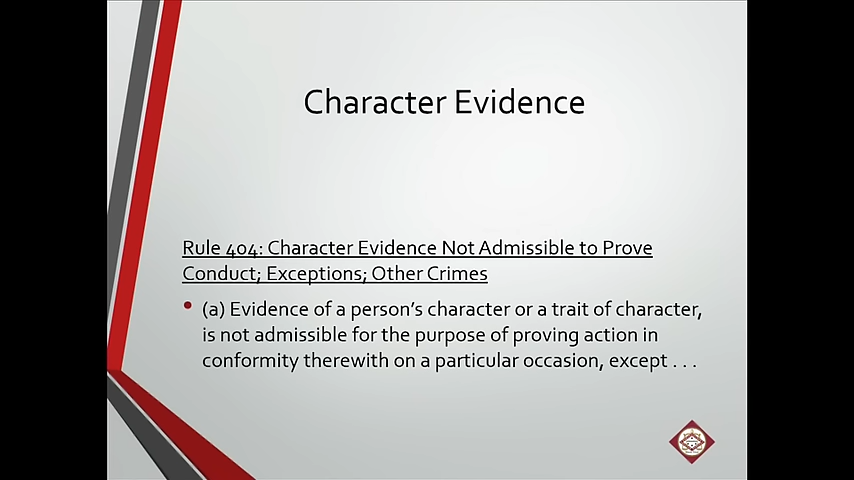 Character Evidence
Rule 404: Character Evidence Not Admissible to Prove
Conduct; Exceptions; Other Crimes
• (a) Evidence of a person's character or a trait of character,
is not admissible for the purpose of proving action in
conformity therewith on a particular occasion, except . . .